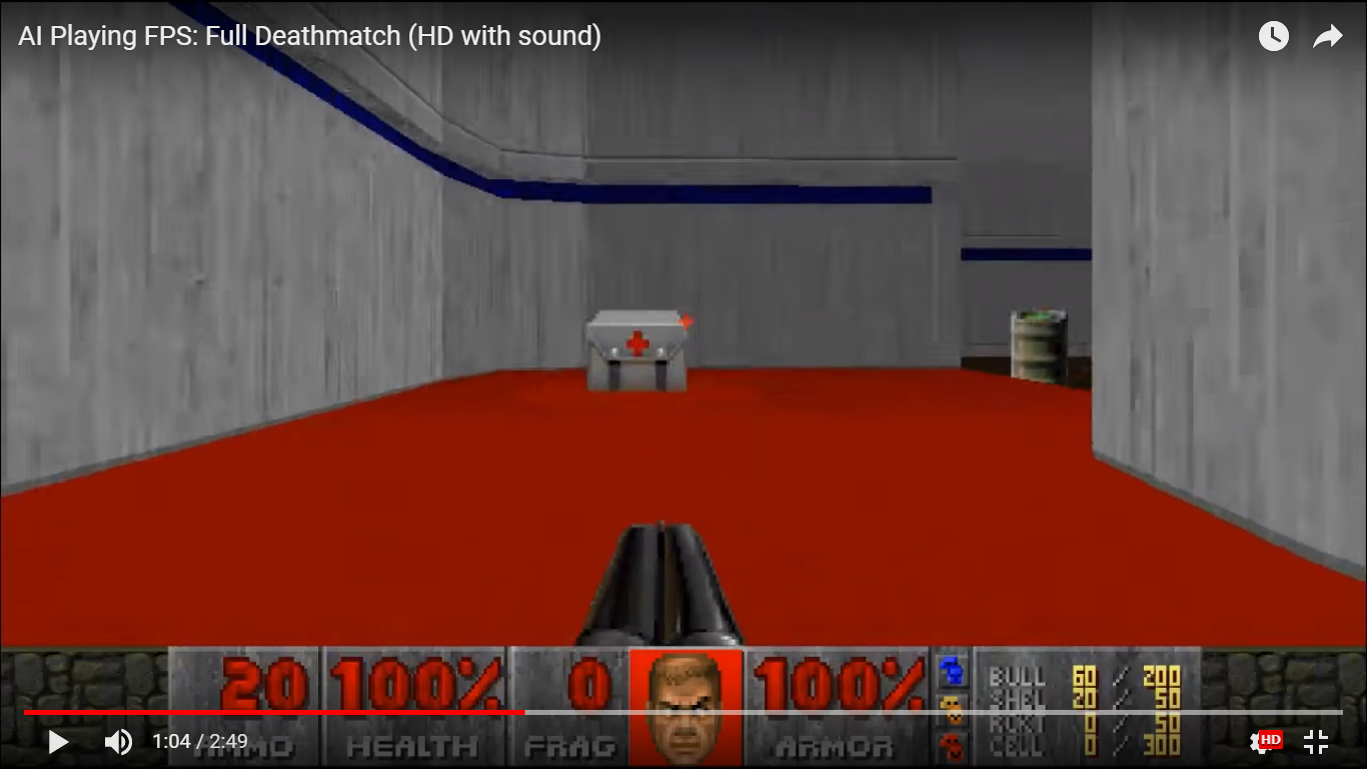 AI Playing FPS: Full Deathmatch (HD with sound)
20 100% 0 100%
AMMO HEALTH FRAG ARMOR
BULL 60 / 200
SHEL 20 / 50
RCKT 0 / 50
CELL 0 / 300
1:04 / 2:49
HD